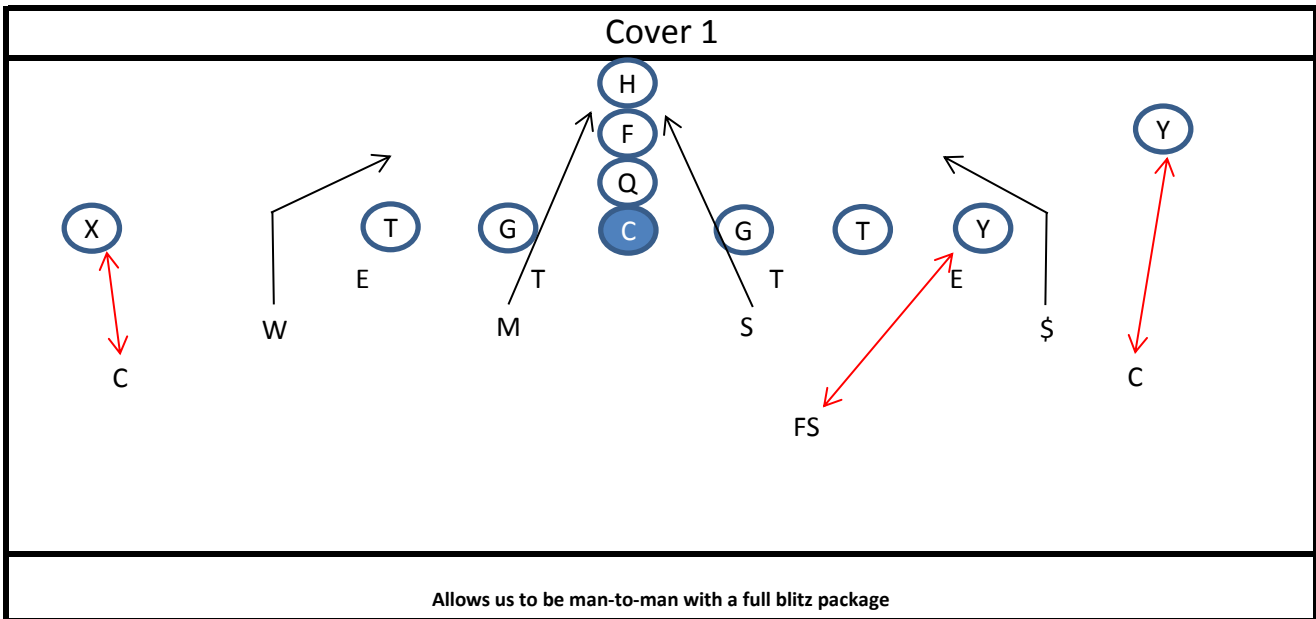 Cover 1
H
F
Y
Q
X T G C G T Y
E T T E
W M S $
C C
FS
Allows us to be man-to-man with a full blitz package